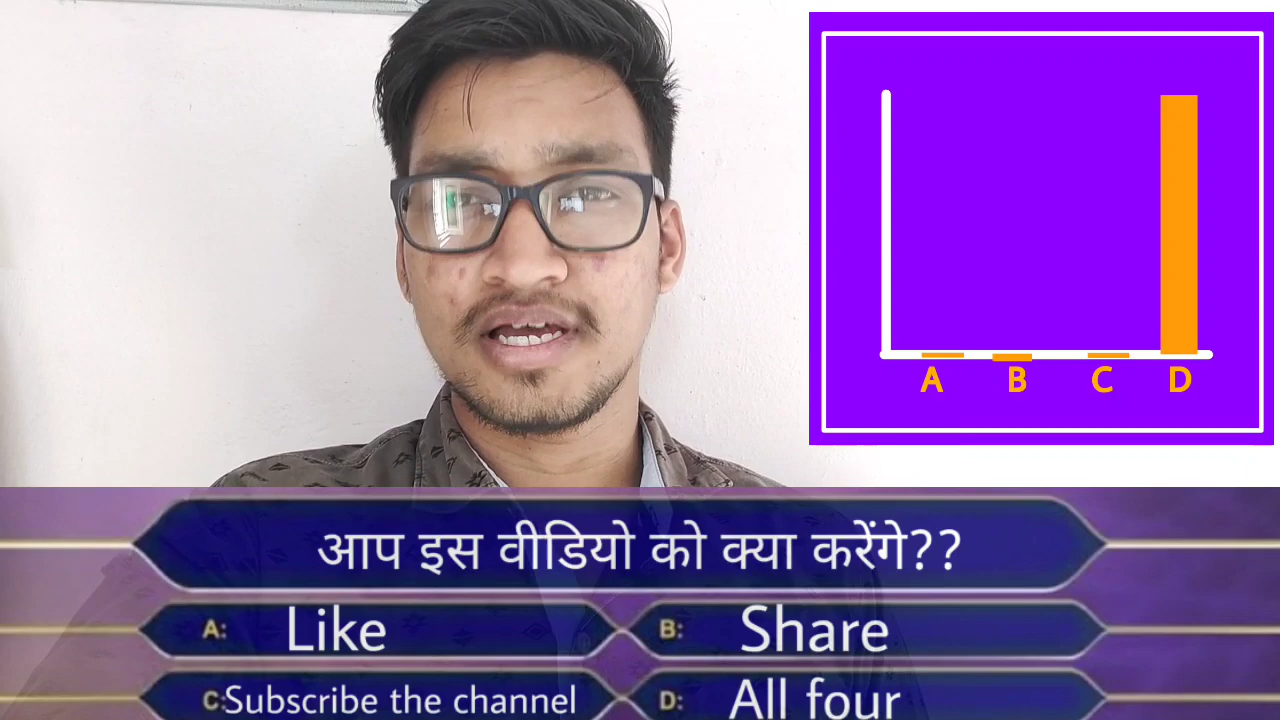 A B C D
आप इस वीडियो को क्या करेंगे??
A: Like
B: Share
C: Subscribe the channel
D: All four